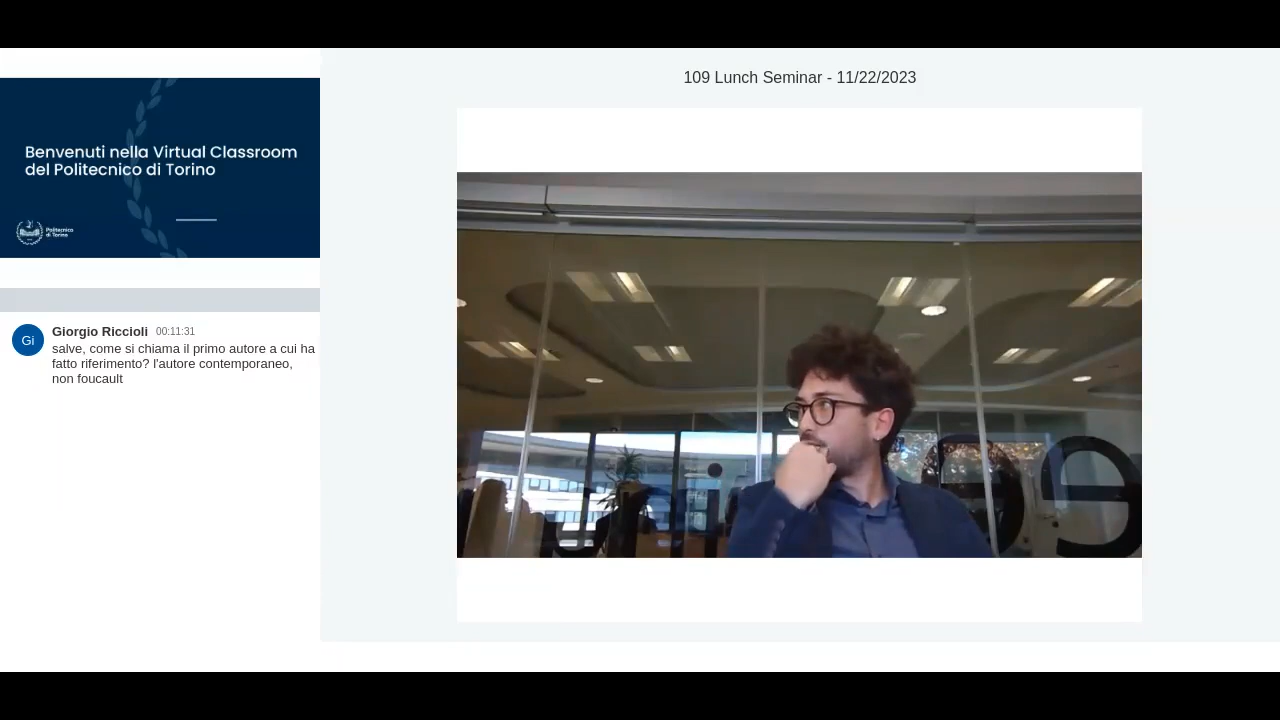 109 Lunch Seminar - 11/22/2023
Benvenuti nella Virtual Classroom
del Politecnico di Torino
Politecnico
di Torino
Gi
Giorgio Riccioli 00:11:31
salve, come si chiama il primo autore a cui ha
fatto riferimento? l'autore contemporaneo,
non foucault